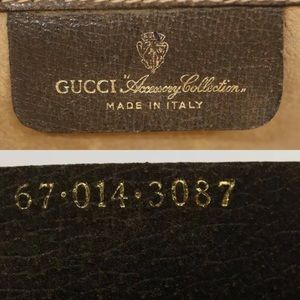 GUCCI „Accessory Collection„
MADE IN ITALY
67·014·3087